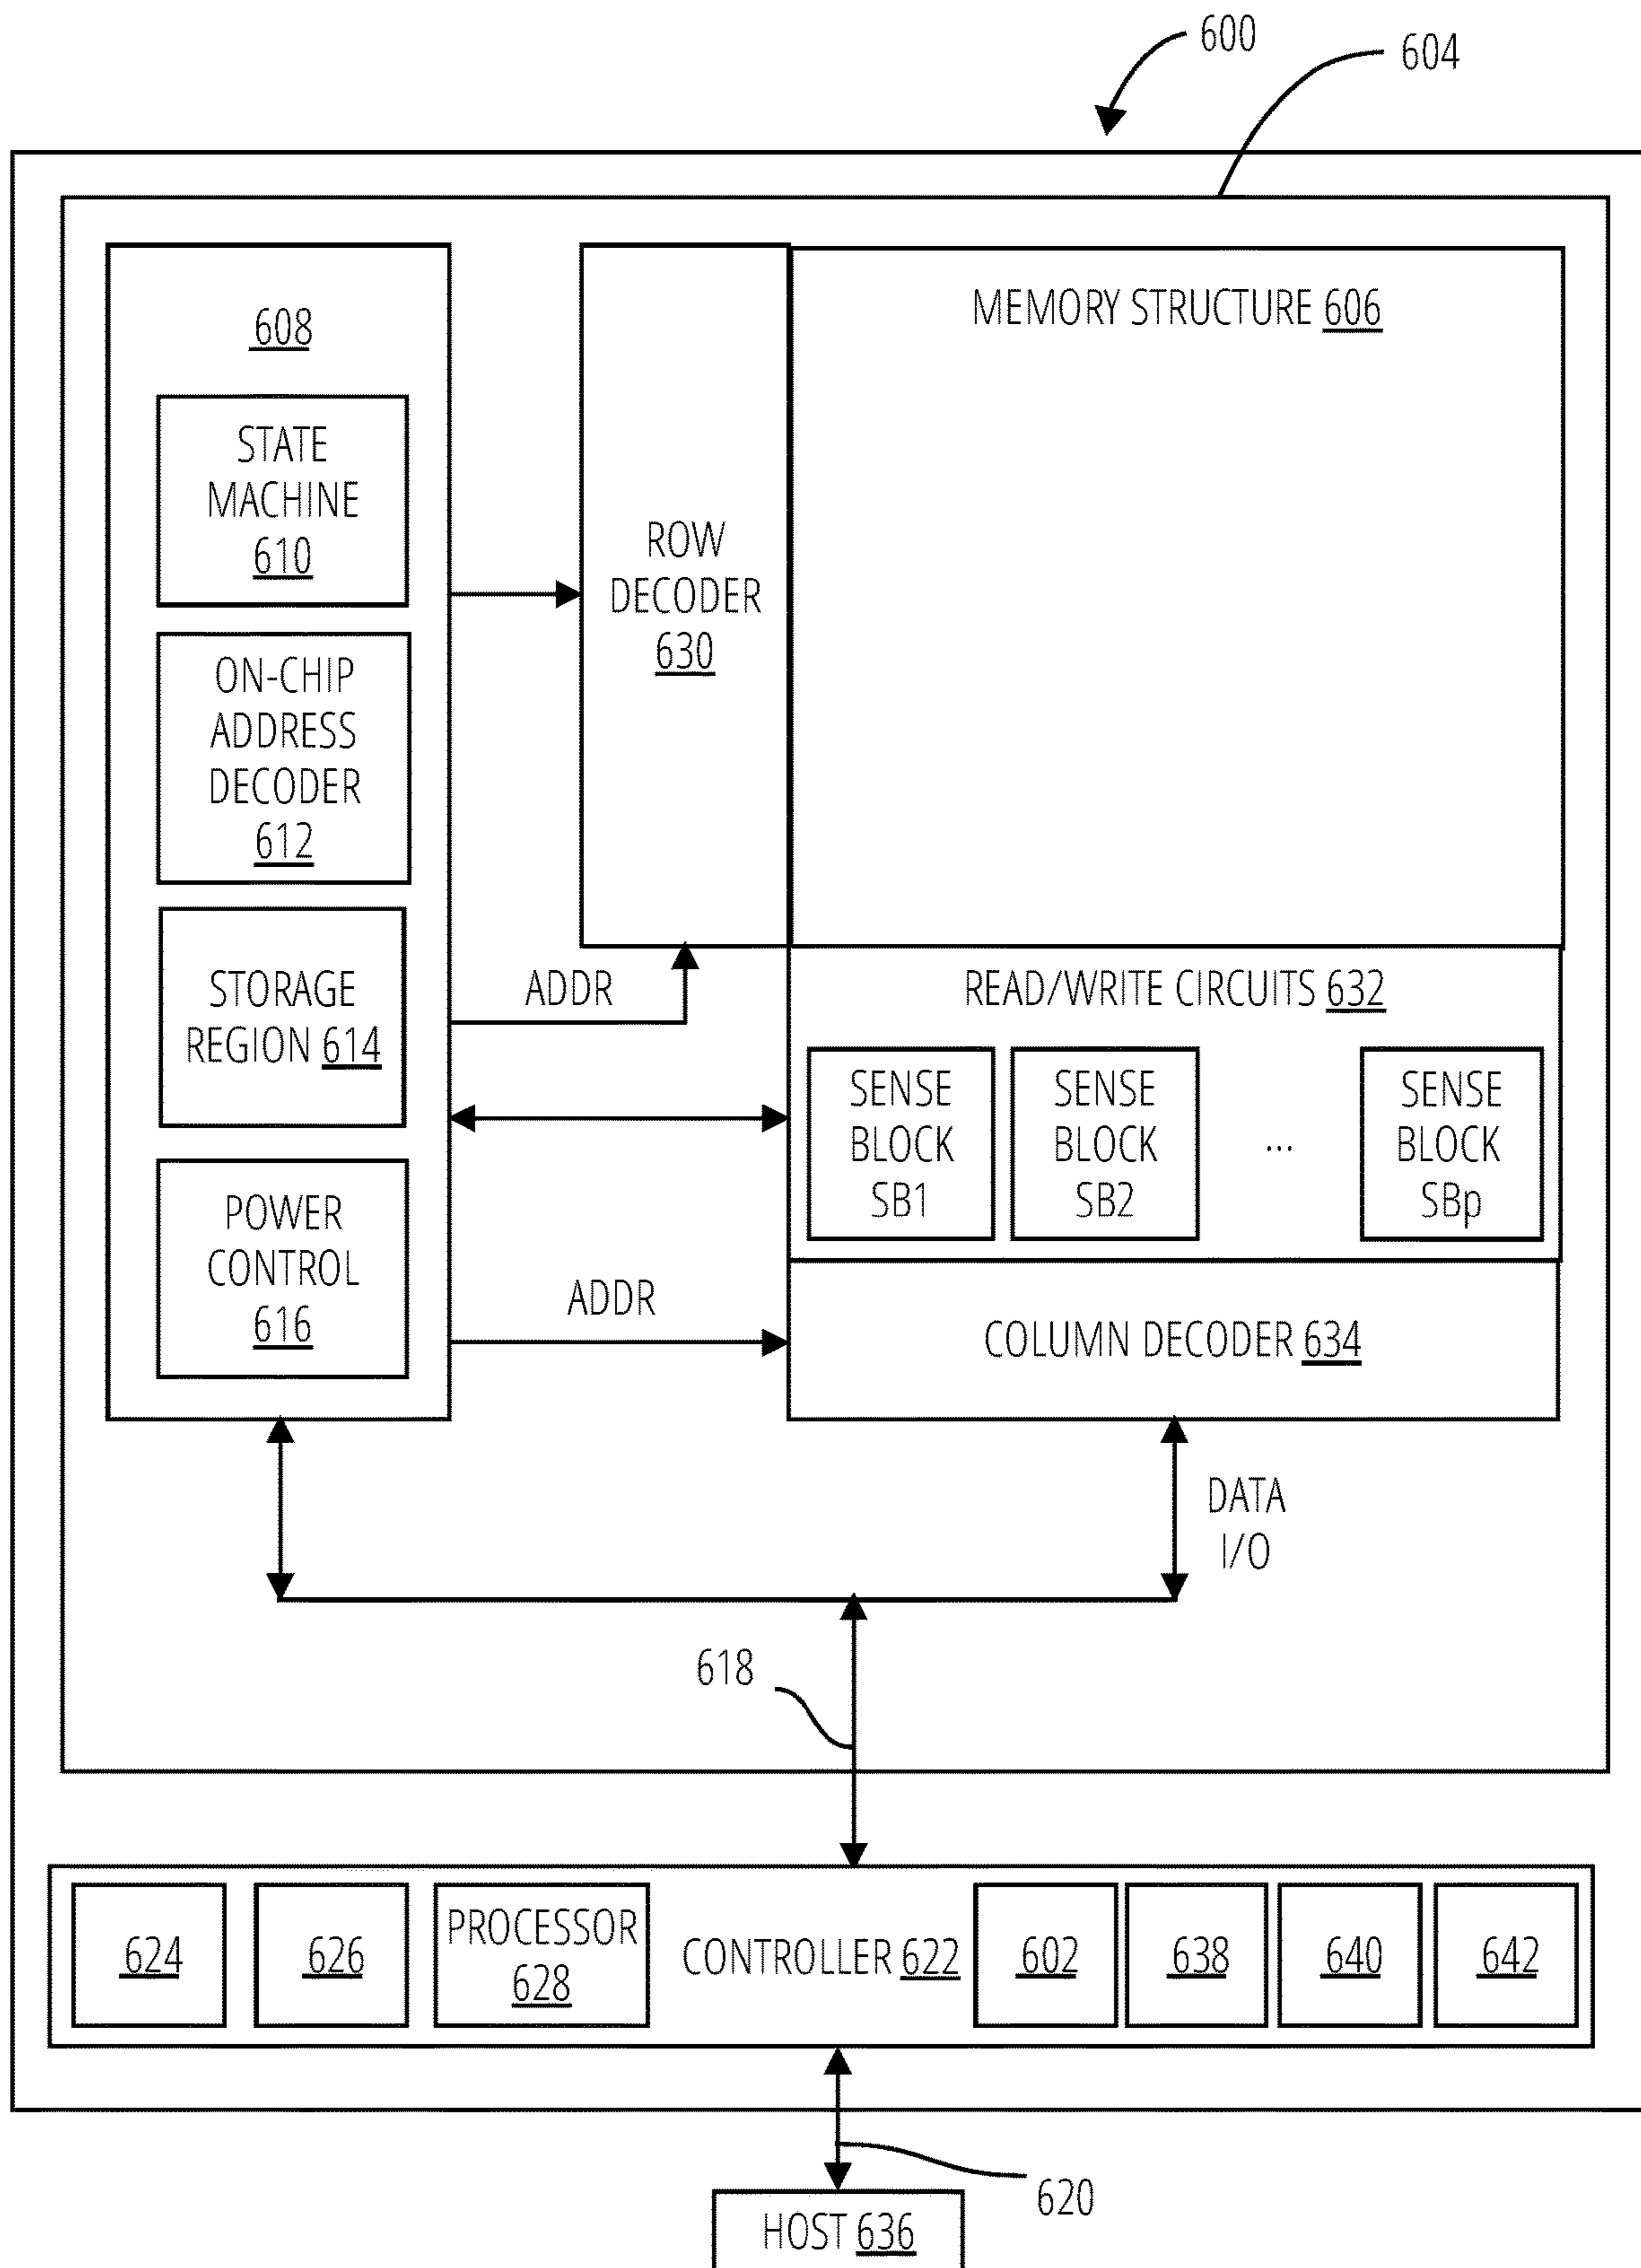 600
604
608
STATE
MACHINE
610
ON-CHIP
ADDRESS
DECODER
612
STORAGE
REGION 614
POWER
CONTROL
616
ROW
DECODER
630
MEMORY STRUCTURE 606
ADDR
READ/WRITE CIRCUITS 632
SENSE
BLOCK
SB1
SENSE
BLOCK
SB2
...
SENSE
BLOCK
SBp
ADDR
COLUMN DECODER 634
DATA
I/O
618
624
626
PROCESSOR
628
CONTROLLER 622
602
638
640
642
620
HOST 636